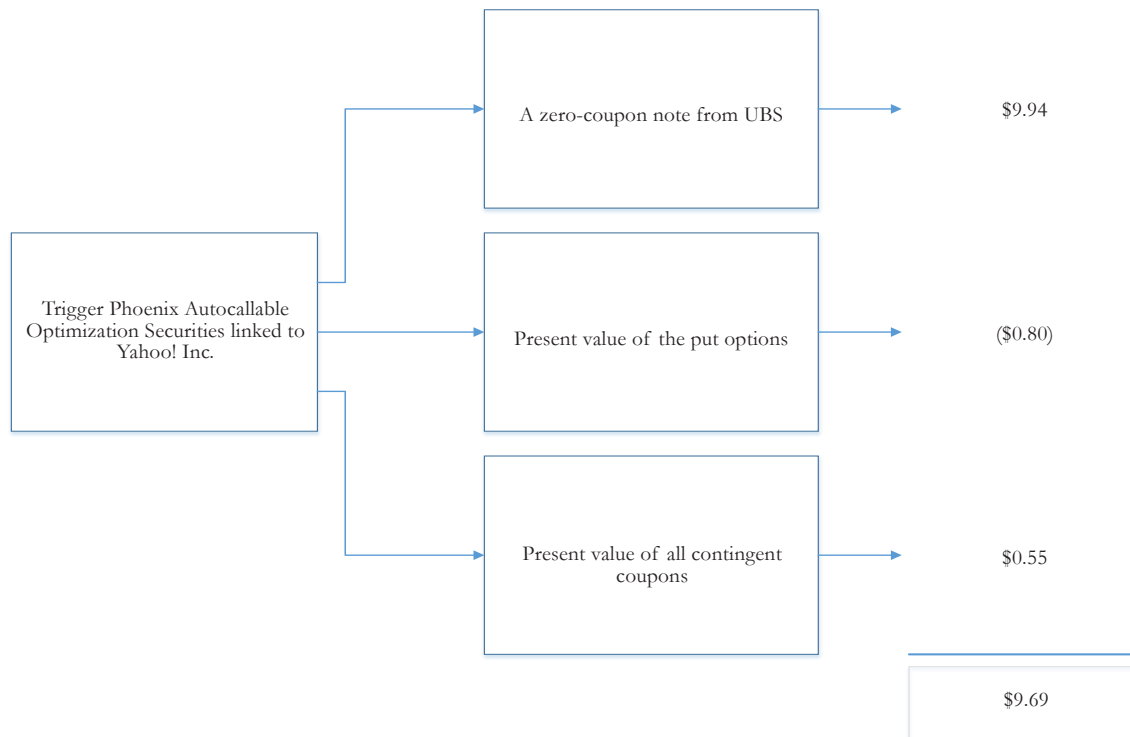 A zero-coupon note from UBS
$9.94
Trigger Phoenix Autocallable
Optimization Securities linked to
Yahoo! Inc.
Present value of the put options
($0.80)
Present value of all contingent
coupons
$0.55
$9.69